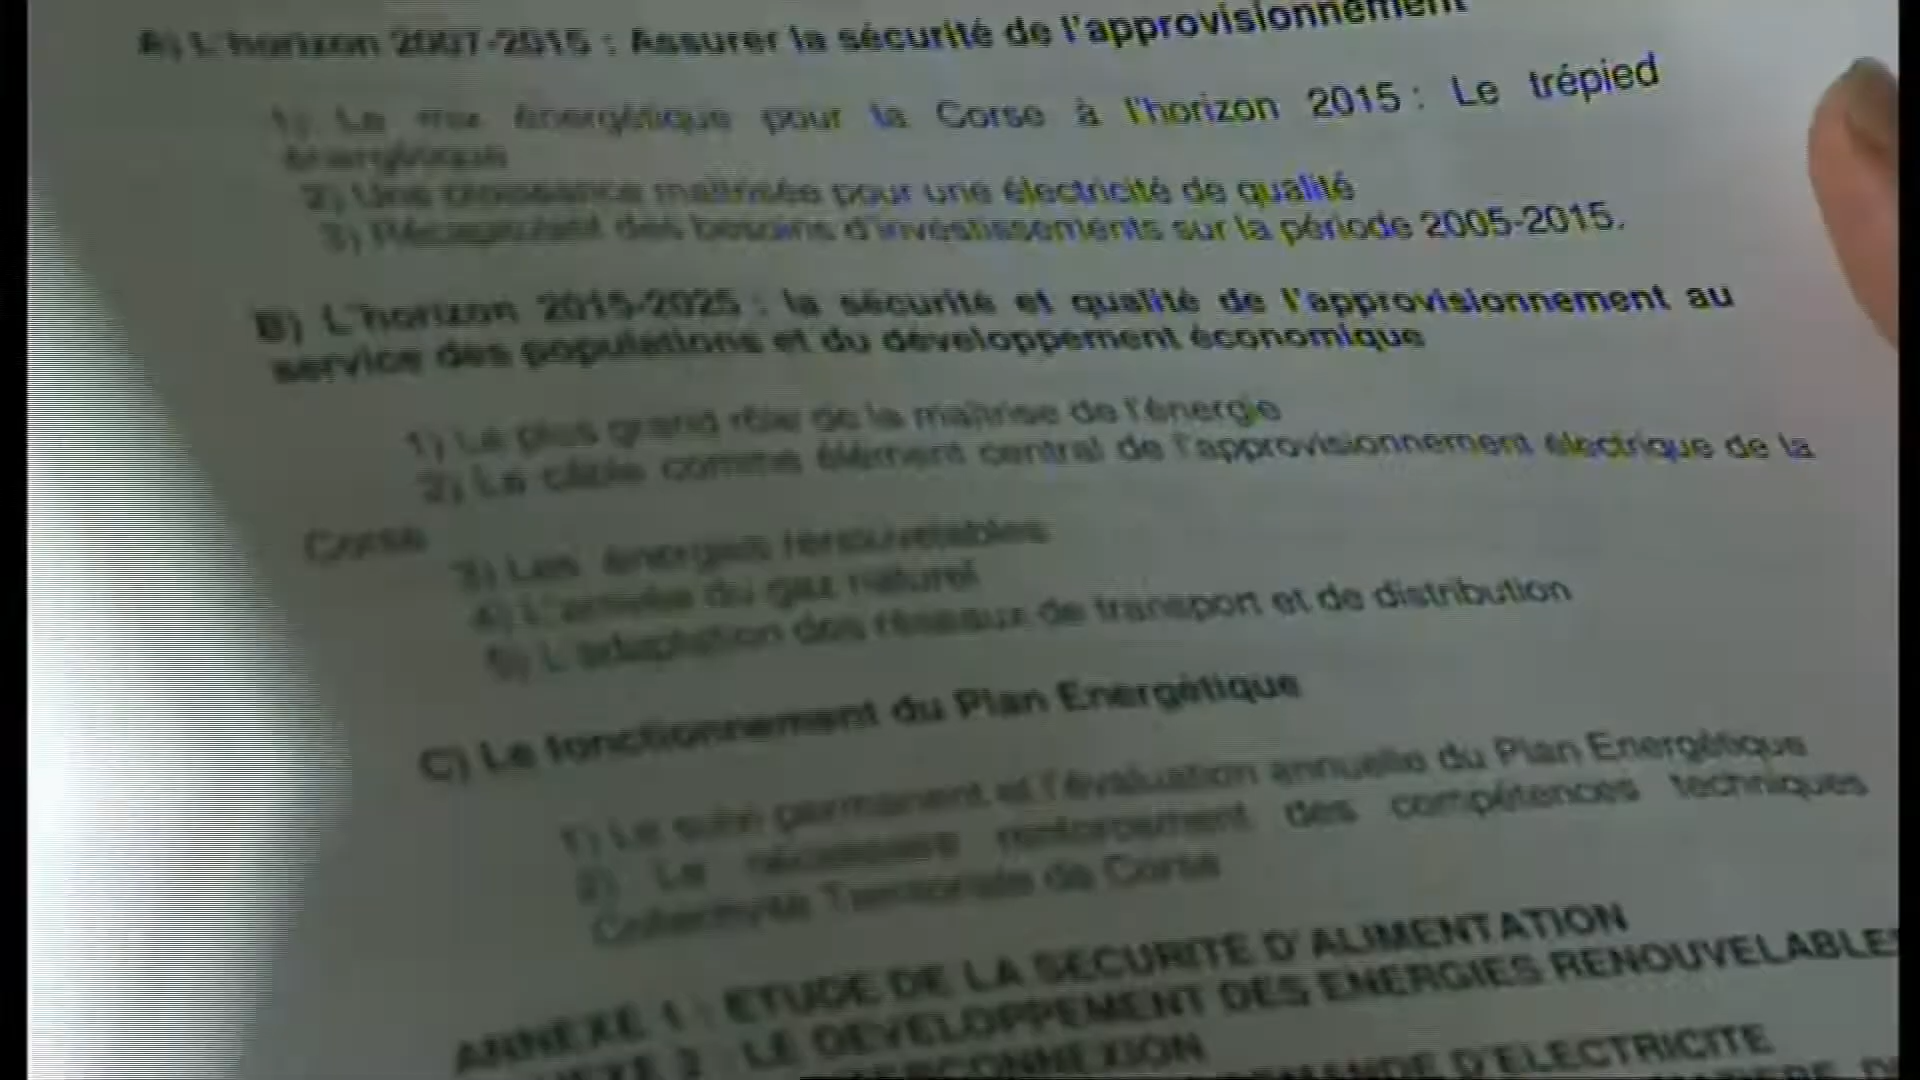 A) L'horizon 2007-2015 : Assurer la sécurité de l'approvisionnement
1) Le mix énergétique pour la Corse à l'horizon 2015 : Le trépied
énergétique
2) Une croissance maîtrisée pour une électricité de qualité
3) Récapitulatif des besoins d'investissements sur la période 2005-2015.
B) L'horizon 2015-2025 : la sécurité et qualité de l'approvisionnement au
service des populations et du développement économique
1) Le plus grand rôle de la maîtrise de l'énergie
2) Le câble comme élément central de l'approvisionnement électrique de la
Corse
3) Les énergies renouvelables
4) L'arrivée du gaz naturel
5) L'adaptation des réseaux de transport et de distribution
C) Le fonctionnement du Plan Energétique
1) Le suivi permanent et l'évaluation annuelle du Plan Energétique
2) Le nécessaire renforcement des compétences techniques
Collectivité Territoriale de Corse
ANNEXE 1 : ETUDE DE LA SECURITE D'ALIMENTATION
2 : LE DEVELOPPEMENT DES ENERGIES RENOUVELABLES
D'ELECTRICITE